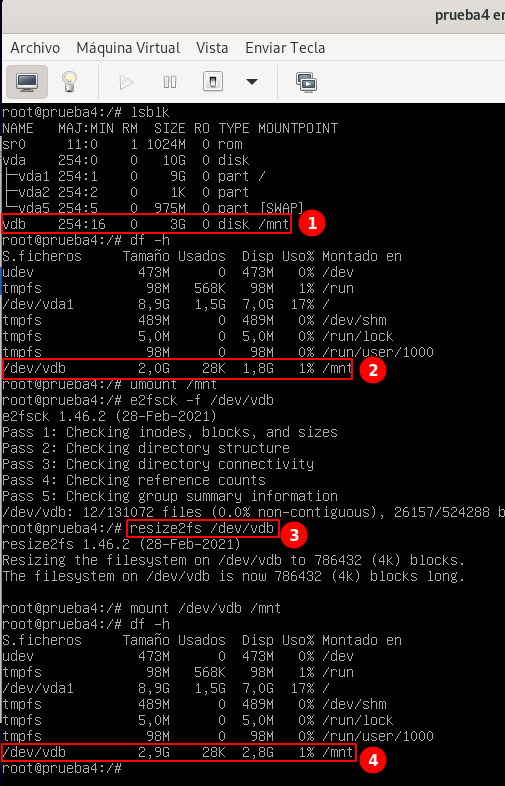 prueba4 en
Archivo Máquina Virtual Vista Enviar Tecla
root@prueba4:/# lsblk
NAME MAJ:MIN RM SIZE RO TYPE MOUNTPOINT
sr0 11:0 1 1024M 0 rom
vda 254:0 0 10G 0 disk
├─vda1 254:1 0 9G 0 part /
├─vda2 254:2 0 1K 0 part
└─vda5 254:5 0 975M 0 part [SWAP]
vdb 254:16 0 3G 0 disk /mnt 1
root@prueba4:/# df -h
S.ficheros Tamaño Usados Disp Uso% Montado en
udev 473M 0 473M 0% /dev
tmpfs 98M 568K 98M 1% /run
/dev/vda1 8,9G 1,5G 7,0G 17% /
tmpfs 489M 0 489M 0% /dev/shm
tmpfs 5,0M 0 5,0M 0% /run/lock
tmpfs 98M 0 98M 0% /run/user/1000
/dev/vdb 2,0G 28K 1,8G 1% /mnt 2
root@prueba4:/# umount /mnt
root@prueba4:/# e2fsck -f /dev/vdb
e2fsck 1.46.2 (28-Feb-2021)
Pass 1: Checking inodes, blocks, and sizes
Pass 2: Checking directory structure
Pass 3: Checking directory connectivity
Pass 4: Checking reference counts
Pass 5: Checking group summary information
/dev/vdb: 12/131072 files (0.0% non-contiguous), 26157/524288 b
root@prueba4:/# resize2fs /dev/vdb 3
resize2fs 1.46.2 (28-Feb-2021)
Resizing the filesystem on /dev/vdb to 786432 (4k) blocks.
The filesystem on /dev/vdb is now 786432 (4k) blocks long.
root@prueba4:/# mount /dev/vdb /mnt
root@prueba4:/# df -h
S.ficheros Tamaño Usados Disp Uso% Montado en
udev 473M 0 473M 0% /dev
tmpfs 98M 568K 98M 1% /run
/dev/vda1 8,9G 1,5G 7,0G 17% /
tmpfs 489M 0 489M 0% /dev/shm
tmpfs 5,0M 0 5,0M 0% /run/lock
tmpfs 98M 0 98M 0% /run/user/1000
/dev/vdb 2,9G 28K 2,8G 1% /mnt 4
root@prueba4:/#